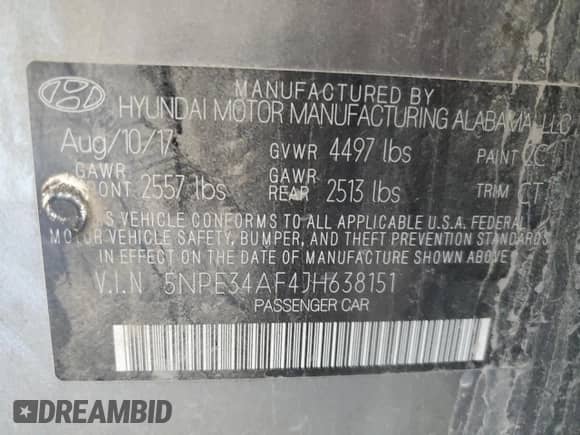 MANUFACTURED BY
HYUNDAI MOTOR MANUFACTURING ALABAMA, LLC
Aug/10/17 GVWR 4497 lbs PAINT
GAWR FRONT 2557 lbs GAWR REAR 2513 lbs TRIM CT
THIS VEHICLE CONFORMS TO ALL APPLICABLE U.S.A. FEDERAL
MOTOR VEHICLE SAFETY, BUMPER, AND THEFT PREVENTION STANDARDS
IN EFFECT ON THE DATE OF MANUFACTURE SHOWN ABOVE.
V.I.N 5NPE34AF4JH638151
PASSENGER CAR
DREAMBID